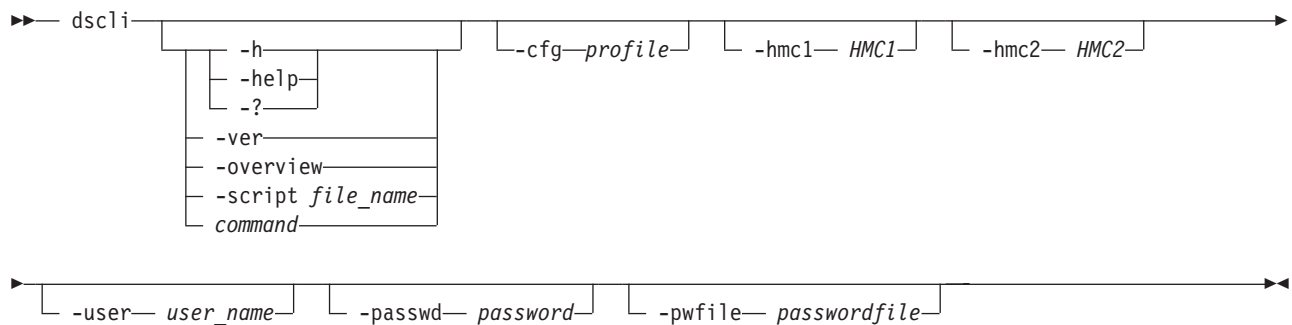 dscli
-h
-help
-?
-ver
-overview
-script file_name
command
-cfg profile
-hmc1 HMC1
-hmc2 HMC2
-user user_name
-passwd password
-pwfile passwordfile